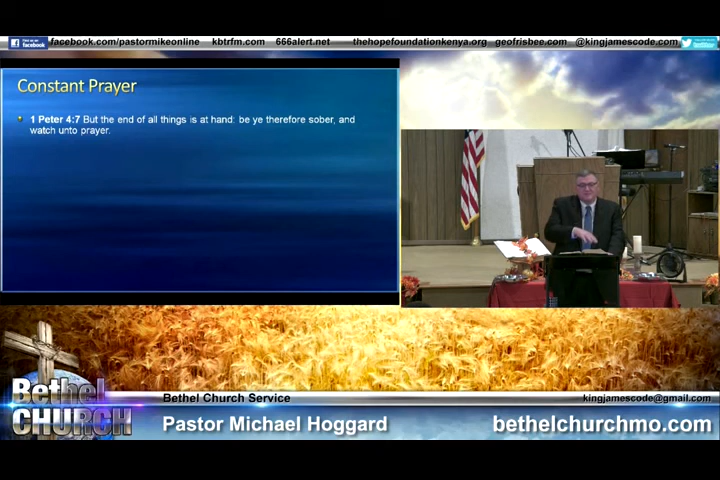 facebook.com/pastormikeonline kbtrfm.com 666alert.net thehopefoundationkenya.org geofrisbee.com @kingjamescode.com
Constant Prayer
1 Peter 4:7 But the end of all things is at hand: be ye therefore sober, and
watch unto prayer.
Bethel
CHURCH
Bethel Church Service
kingjamescode@gmail.com
Pastor Michael Hoggard
bethelchurchmo.com